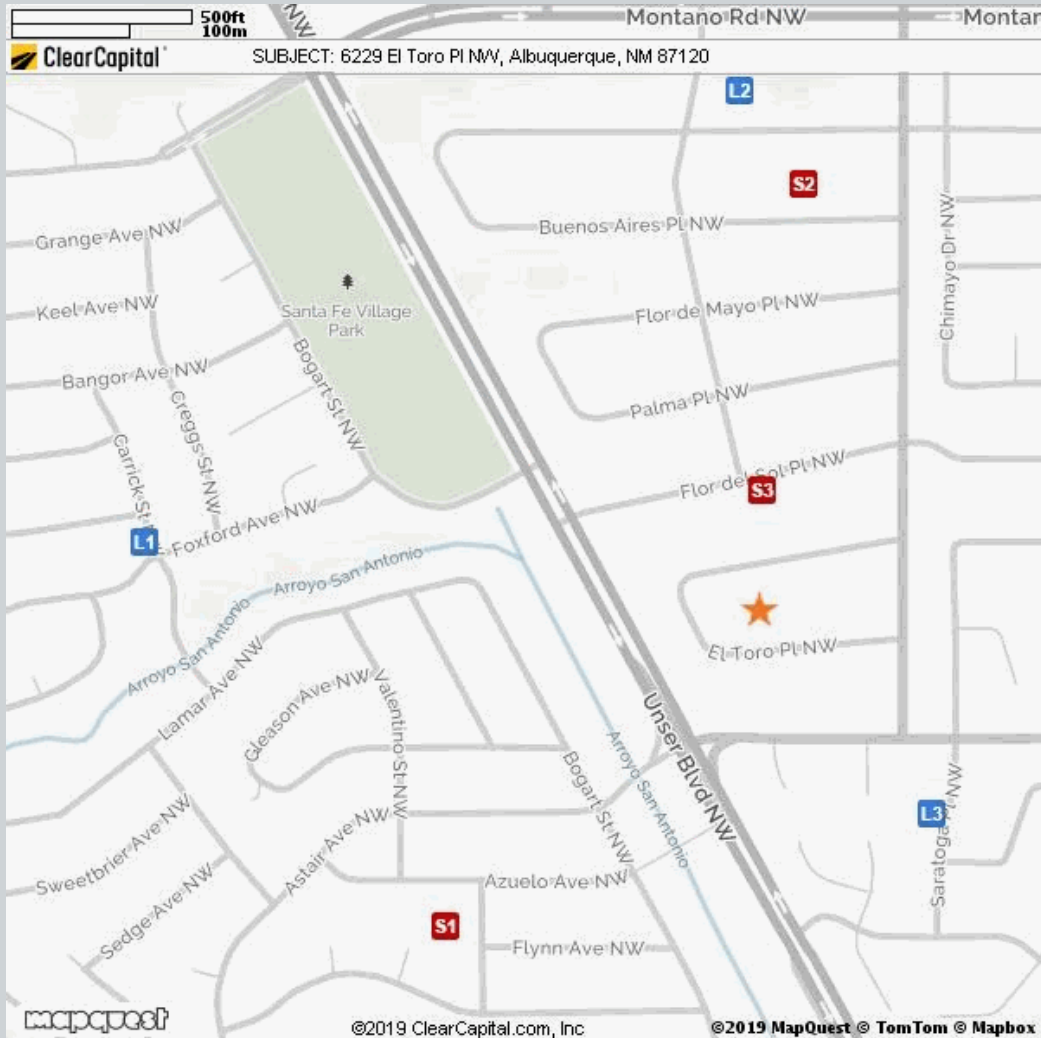 500ft
100m
NW
Montano Rd NW
Montar
ClearCapital
SUBJECT: 6229 El Toro Pl NW, Albuquerque, NM 87120
L2
S2
Buenos Aires Pl NW
Chimayo Dr NW
Grange Ave NW
Keel Ave NW
Santa Fe Village
Park
Flor de Mayo Pl NW
Bangor Ave NW
Bogart St NW
Creggs St NW
Palma Pl NW
Carrick St
Flor del Sol Pl NW
S3
L1
Foxford Ave NW
Arroyo San Antonio
Arroyo San Antonio
El Toro Pl NW
Lamar Ave NW
Gleason Ave NW
Valentino St NW
Unser Blvd NW
Bogart St NW
Arroyo San Antonio
L3
Saratoga Pl NW
Sweetbrier Ave NW
Astair Ave NW
Sedge Ave NW
Azuelo Ave NW
S1
Flynn Ave NW
mapquest
©2019 ClearCapital.com, Inc
©2019 MapQuest © TomTom © Mapbox